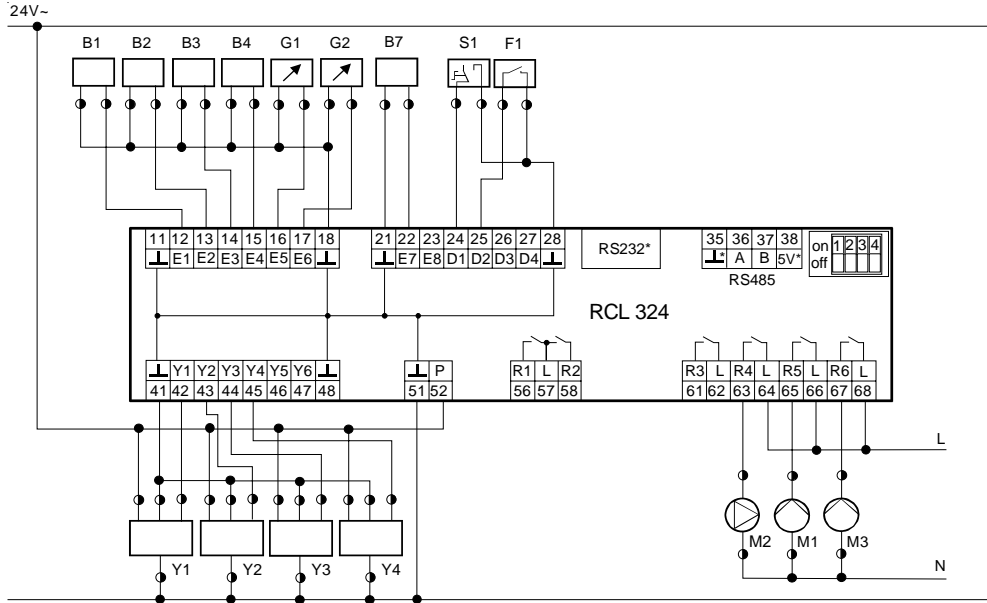 24V~
B1 B2 B3 B4 G1 G2 B7 S1 F1
11 12 13 14 15 16 17 18 21 22 23 24 25 26 27 28 RS232* 35 36 37 38 on 1 2 3 4
⊥ E1 E2 E3 E4 E5 E6 ⊥ ⊥ E7 E8 D1 D2 D3 D4 ⊥ ⊥* A B 5V* off
RS485
RCL 324
⊥ Y1 Y2 Y3 Y4 Y5 Y6 ⊥ ⊥ P R1 L R2 R3 L R4 L R5 L R6 L
41 42 43 44 45 46 47 48 51 52 56 57 58 61 62 63 64 65 66 67 68
L
M2 M1 M3
Y1 Y2 Y3 Y4 N